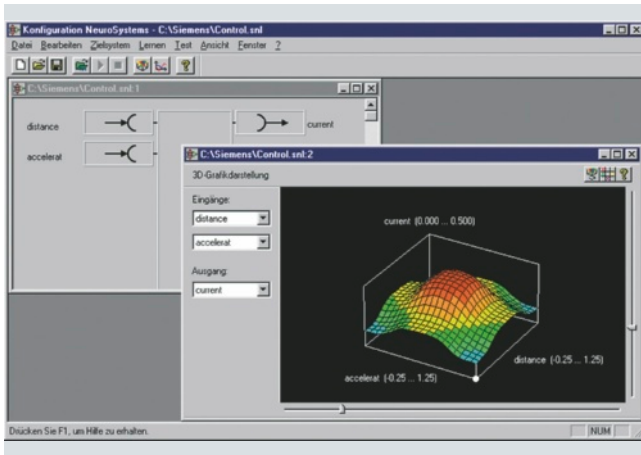 Konfiguration NeuroSystems - C:\Siemens\Control.snl
Datei Bearbeiten Zielsystem Lernen Test Ansicht Fenster ?
C:\Siemens\Control.snl:1
distance
current
accelerat
C:\Siemens\Control.snl:2
3D-Grafikdarstellung
Eingänge:
distance
accelerat
Ausgang:
current
current (0.000 ... 0.500)
distance (-0.25 ... 1.25)
accelerat (-0.25 ... 1.25)
Drücken Sie F1, um Hilfe zu erhalten.
NUM